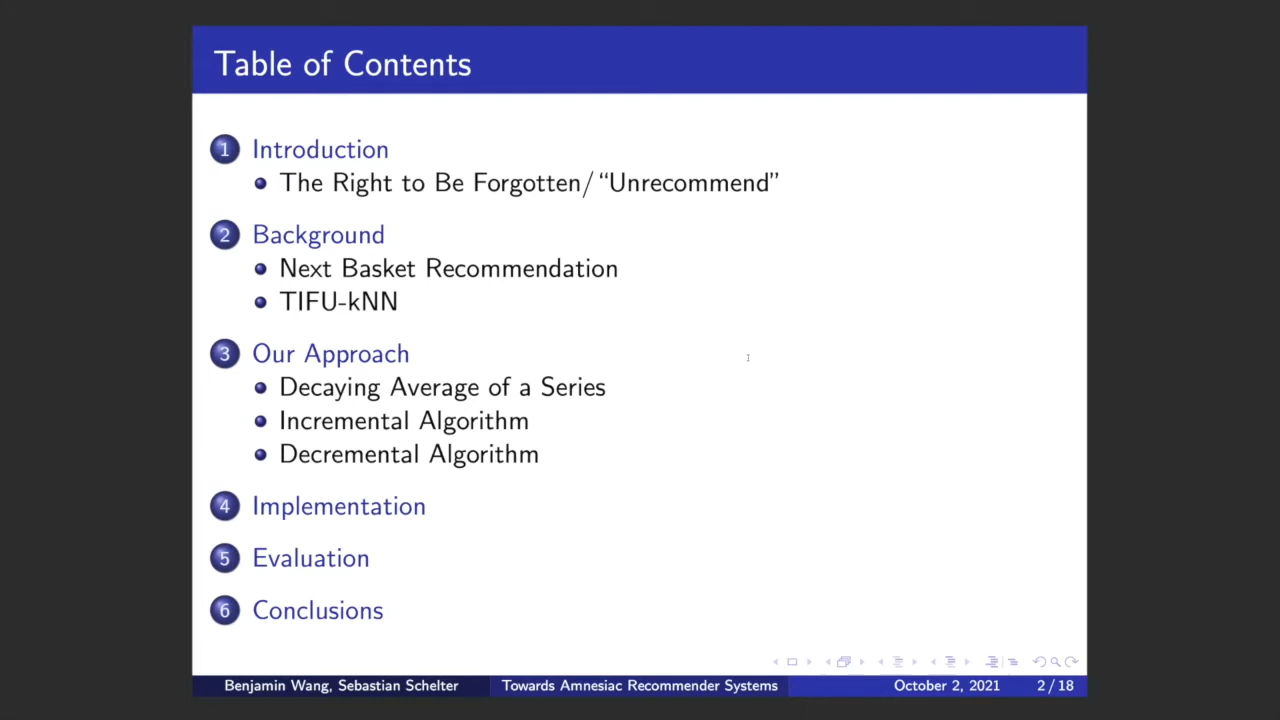 Table of Contents
1 Introduction
The Right to Be Forgotten/“Unrecommend”
2 Background
Next Basket Recommendation
TIFU-kNN
3 Our Approach
Decaying Average of a Series
Incremental Algorithm
Decremental Algorithm
4 Implementation
5 Evaluation
6 Conclusions
Benjamin Wang, Sebastian Schelter Towards Amnesiac Recommender Systems October 2, 2021 2 / 18